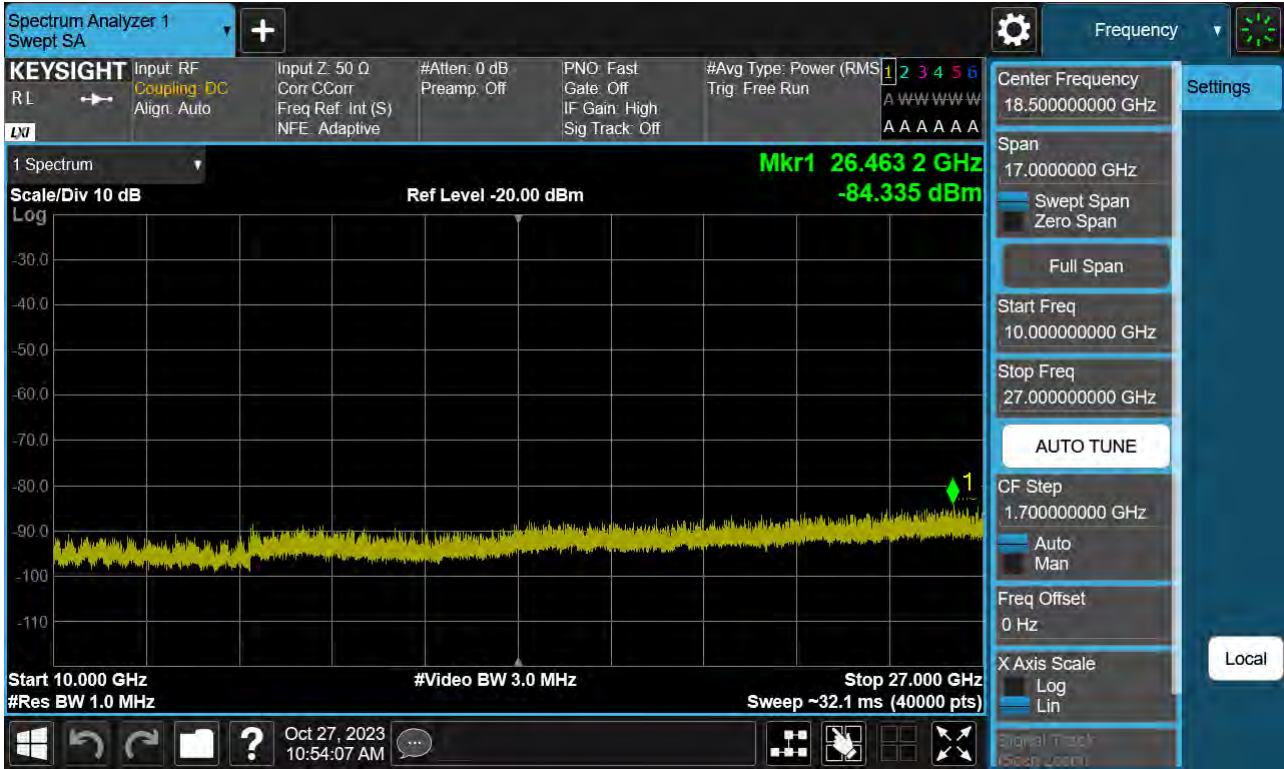 Spectrum Analyzer 1
Swept SA
Frequency
KEYSIGHT
R L
LXI
Input: RF
Coupling: DC
Align: Auto
Input Z: 50 Ω
Corr CCorr
Freq Ref: Int (S)
NFE: Adaptive
#Atten: 0 dB
Preamp: Off
PNO: Fast
Gate: Off
IF Gain: High
Sig Track: Off
#Avg Type: Power (RMS
Trig: Free Run
1 2 3 4 5 6
A W W W W W
A A A A A A
1 Spectrum
Mkr1 26.463 2 GHz
-84.335 dBm
Scale/Div 10 dB
Ref Level -20.00 dBm
Log
-30.0
-40.0
-50.0
-60.0
-70.0
-80.0
-90.0
-100
-110
1
Start 10.000 GHz
#Video BW 3.0 MHz
Stop 27.000 GHz
#Res BW 1.0 MHz
Sweep ~32.1 ms (40000 pts)
Center Frequency
18.500000000 GHz
Span
17.0000000 GHz
Swept Span
Zero Span
Full Span
Start Freq
10.000000000 GHz
Stop Freq
27.000000000 GHz
AUTO TUNE
CF Step
1.700000000 GHz
Auto
Man
Freq Offset
0 Hz
X Axis Scale
Log
Lin
Signal Track
(Span Zoom)
Settings
Local
?
Oct 27, 2023
10:54:07 AM